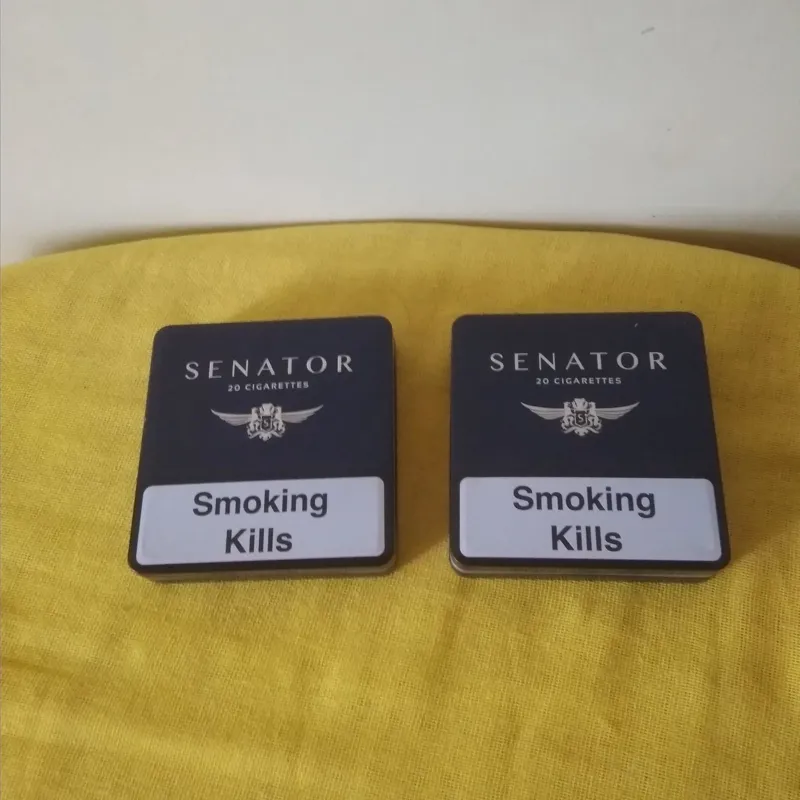 SENATOR
20 CIGARETTES
S
Smoking
Kills
SENATOR
20 CIGARETTES
S
Smoking
Kills